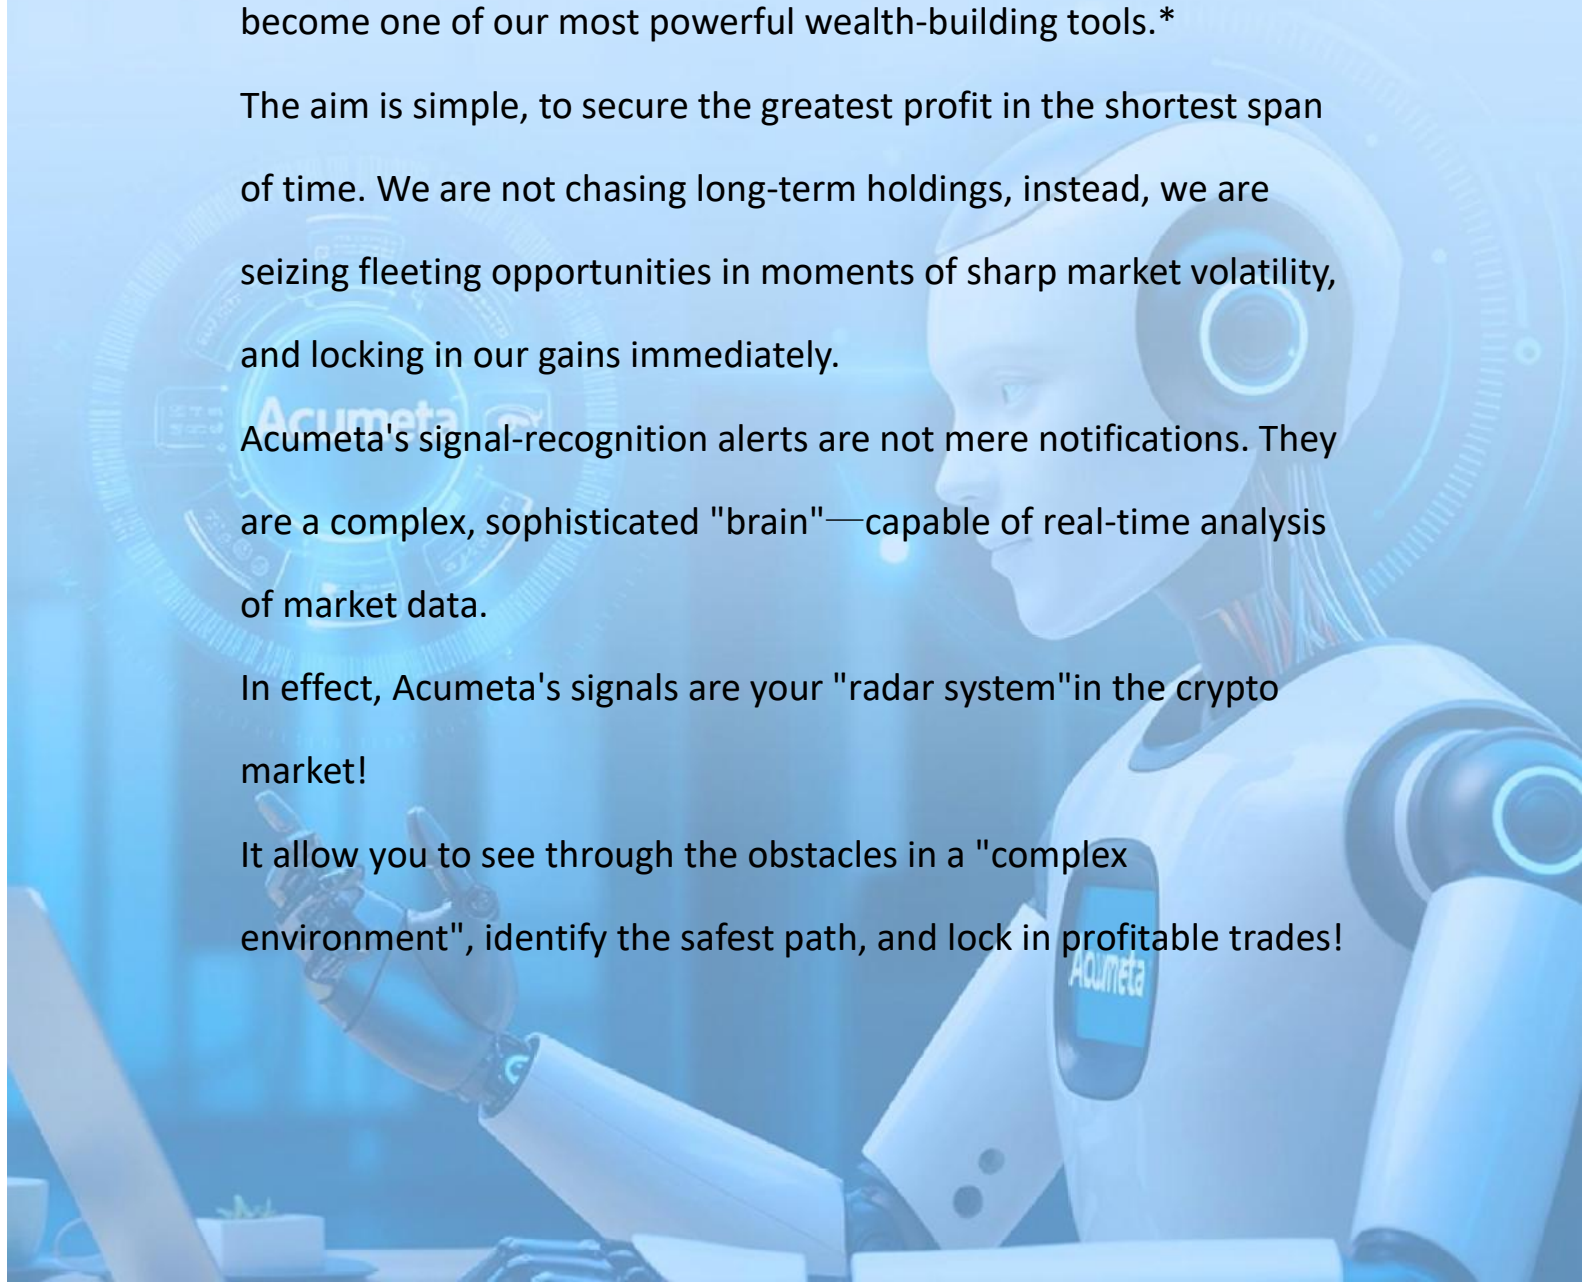 become one of our most powerful wealth-building tools.*
The aim is simple, to secure the greatest profit in the shortest span
of time. We are not chasing long-term holdings, instead, we are
seizing fleeting opportunities in moments of sharp market volatility,
and locking in our gains immediately.
Acumeta
Acumeta's signal-recognition alerts are not mere notifications. They
are a complex, sophisticated "brain"—capable of real-time analysis
of market data.
In effect, Acumeta's signals are your "radar system"in the crypto
market!
It allow you to see through the obstacles in a "complex
environment", identify the safest path, and lock in profitable trades!
Acumeta